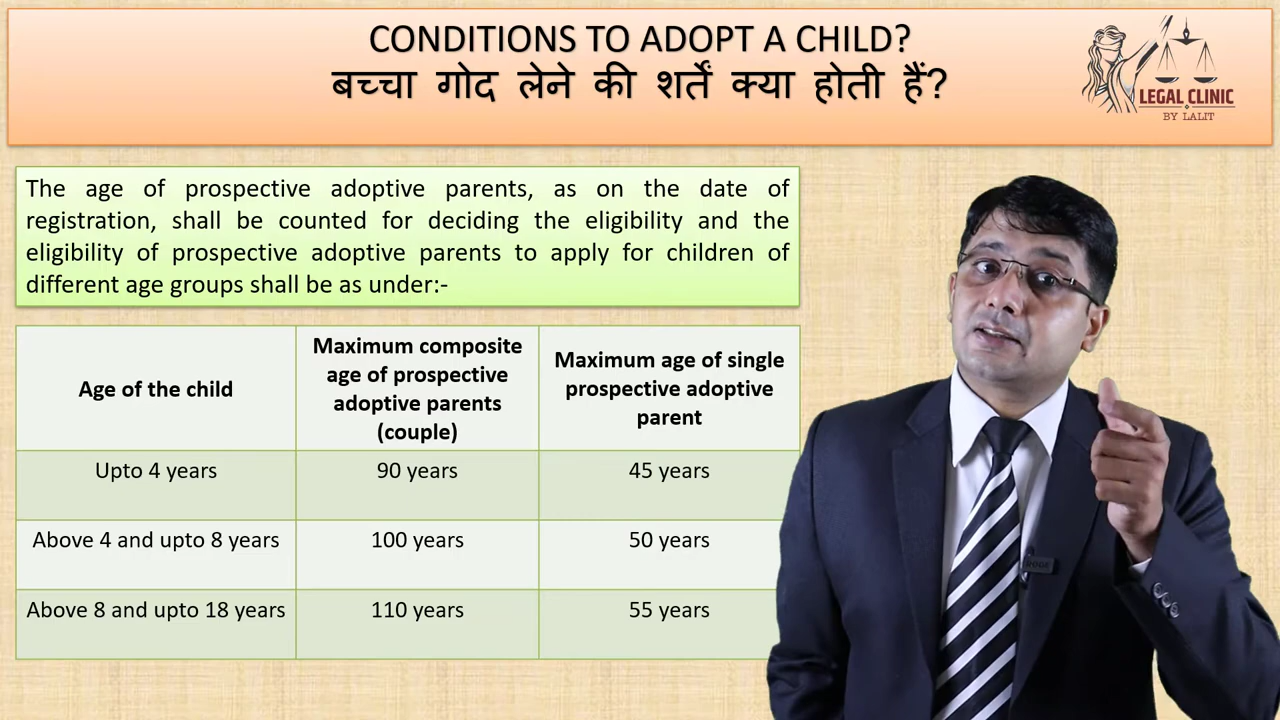 CONDITIONS TO ADOPT A CHILD?
बच्चा गोद लेने की शर्तें क्या होती हैं?
LEGAL CLINIC
BY LALIT
The age of prospective adoptive parents, as on the date of
registration, shall be counted for deciding the eligibility and the
eligibility of prospective adoptive parents to apply for children of
different age groups shall be as under:-
Age of the child
Maximum composite
age of prospective
adoptive parents
(couple)
Maximum age of single
prospective adoptive
parent
Upto 4 years
90 years
45 years
Above 4 and upto 8 years
100 years
50 years
Above 8 and upto 18 years
110 years
55 years
RODE